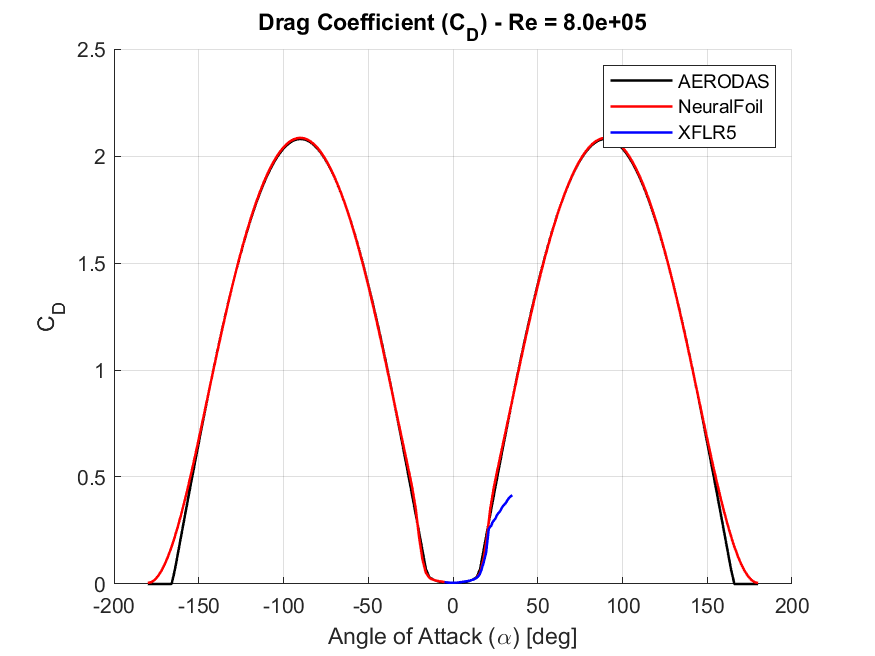 Drag Coefficient (C_D) - Re = 8.0e+05
AERODAS
NeuralFoil
XFLR5
2.5
2
1.5
1
0.5
0
C_D
-200 -150 -100 -50 0 50 100 150 200
Angle of Attack (α) [deg]